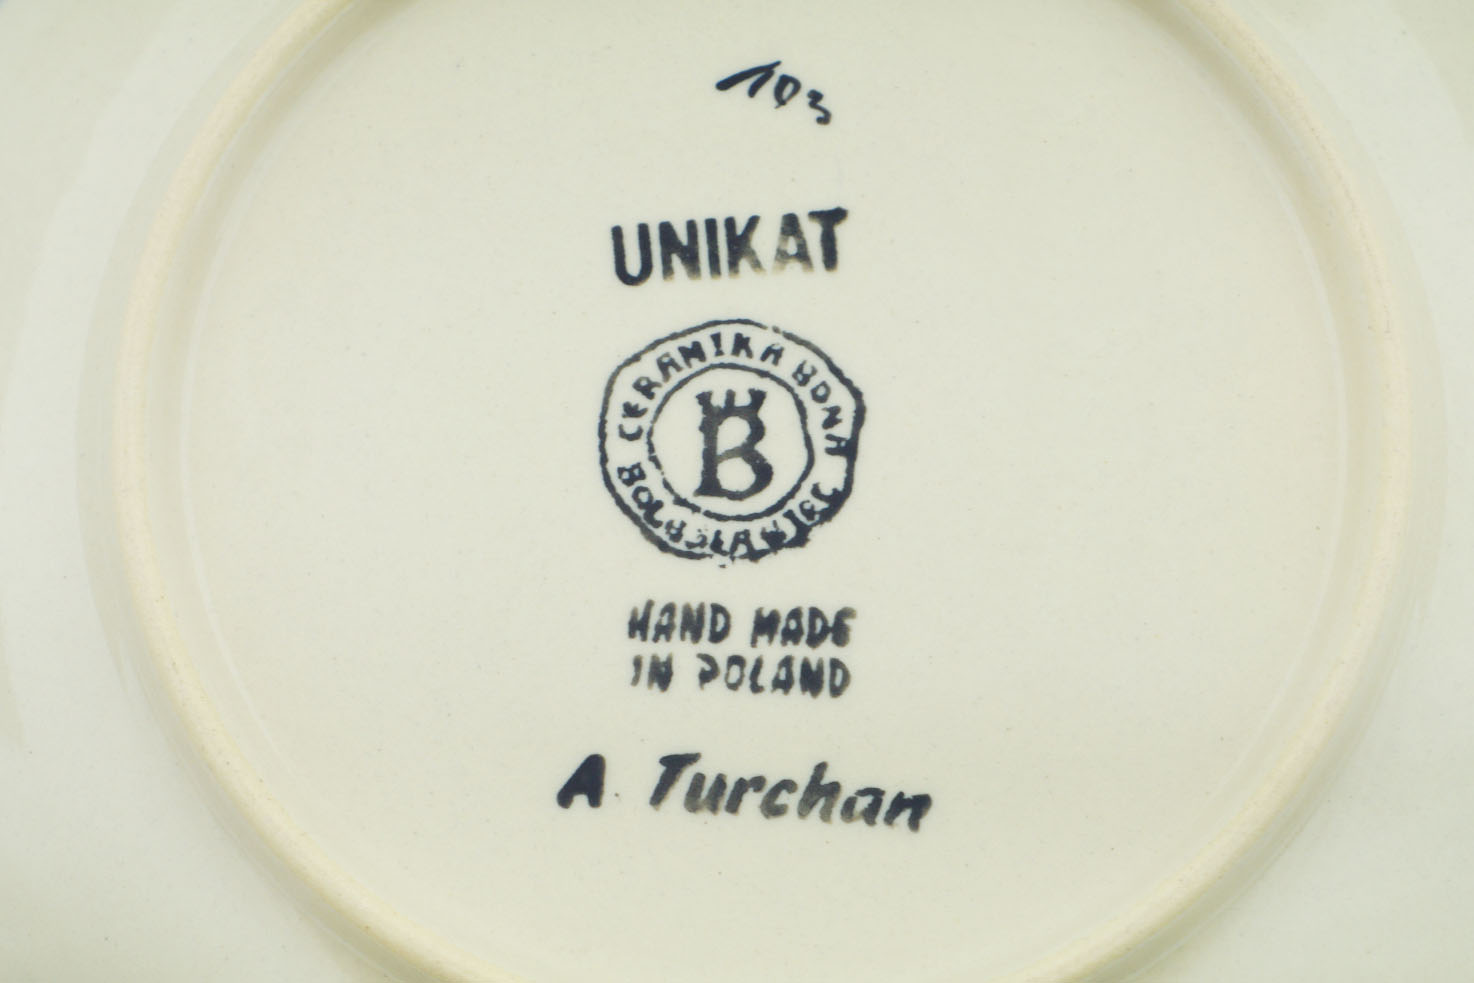 103
UNIKAT
CERAMIKA BONA
B
BOLESŁAWIEC
HAND MADE
IN POLAND
A. Turchan